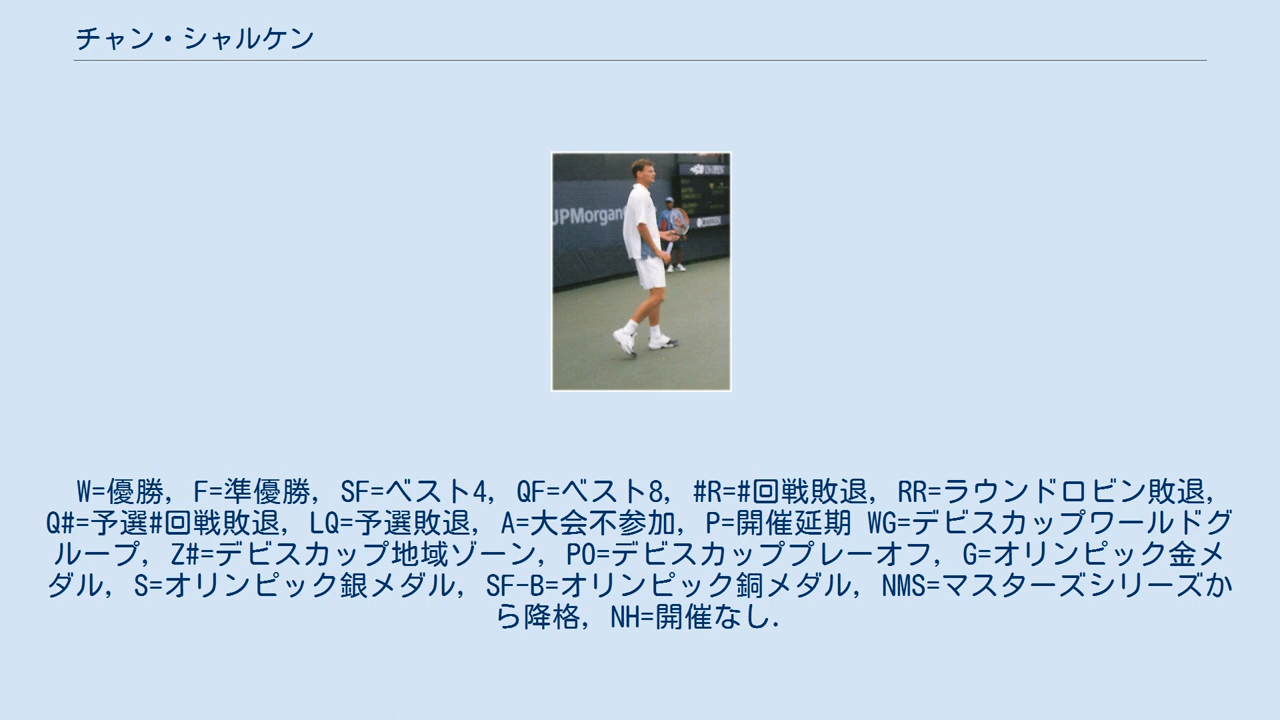 チャン・シャルケン
JPMorgan
W=優勝, F=準優勝, SF=ベスト4, QF=ベスト8, #R=#回戦敗退, RR=ラウンドロビン敗退,
Q#=予選#回戦敗退, LQ=予選敗退, A=大会不参加, P=開催延期 WG=デビスカップワールドグ
ループ, Z#=デビスカップ地域ゾーン, PO=デビスカッププレーオフ, G=オリンピック金メ
ダル, S=オリンピック銀メダル, SF-B=オリンピック銅メダル, NMS=マスターズシリーズか
ら降格, NH=開催なし.